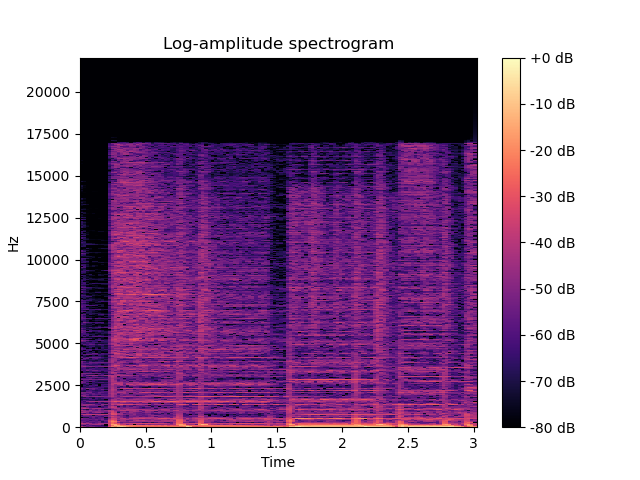 Log-amplitude spectrogram
Hz
20000
17500
15000
12500
10000
7500
5000
2500
0
0
0.5
1
1.5
2
2.5
3
Time
+0 dB
-10 dB
-20 dB
-30 dB
-40 dB
-50 dB
-60 dB
-70 dB
-80 dB